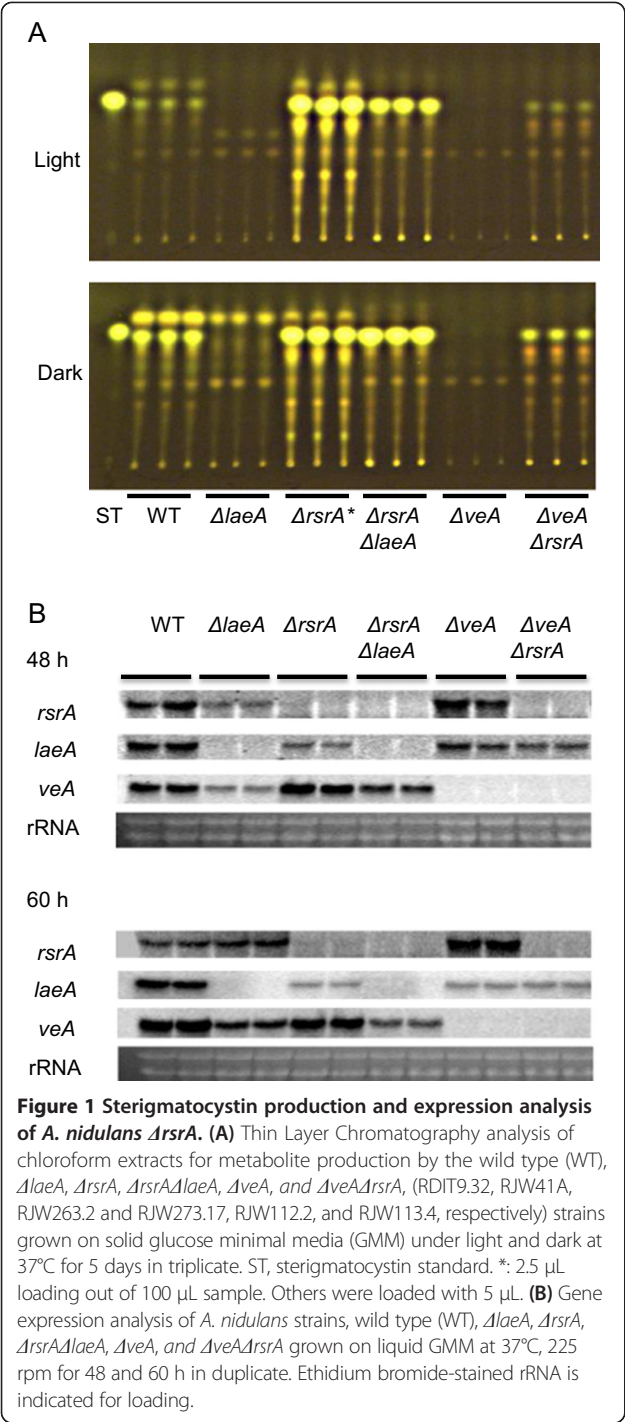 A
Light
Dark
ST WT ΔlaeA ΔrsrA* ΔrsrA ΔlaeA ΔveA ΔveA ΔrsrA
B
WT ΔlaeA ΔrsrA ΔrsrA ΔlaeA ΔveA ΔveA ΔrsrA
48 h
rsrA
laeA
veA
rRNA
60 h
rsrA
laeA
veA
rRNA
Figure 1 Sterigmatocystin production and expression analysis
of A. nidulans ΔrsrA. (A) Thin Layer Chromatography analysis of
chloroform extracts for metabolite production by the wild type (WT),
ΔlaeA, ΔrsrA, ΔrsrAΔlaeA, ΔveA, and ΔveAΔrsrA, (RDIT9.32, RJW41A,
RJW263.2 and RJW273.17, RJW112.2, and RJW113.4, respectively) strains
grown on solid glucose minimal media (GMM) under light and dark at
37°C for 5 days in triplicate. ST, sterigmatocystin standard. *: 2.5 μL
loading out of 100 μL sample. Others were loaded with 5 μL. (B) Gene
expression analysis of A. nidulans strains, wild type (WT), ΔlaeA, ΔrsrA,
ΔrsrAΔlaeA, ΔveA, and ΔveAΔrsrA grown on liquid GMM at 37°C, 225
rpm for 48 and 60 h in duplicate. Ethidium bromide-stained rRNA is
indicated for loading.